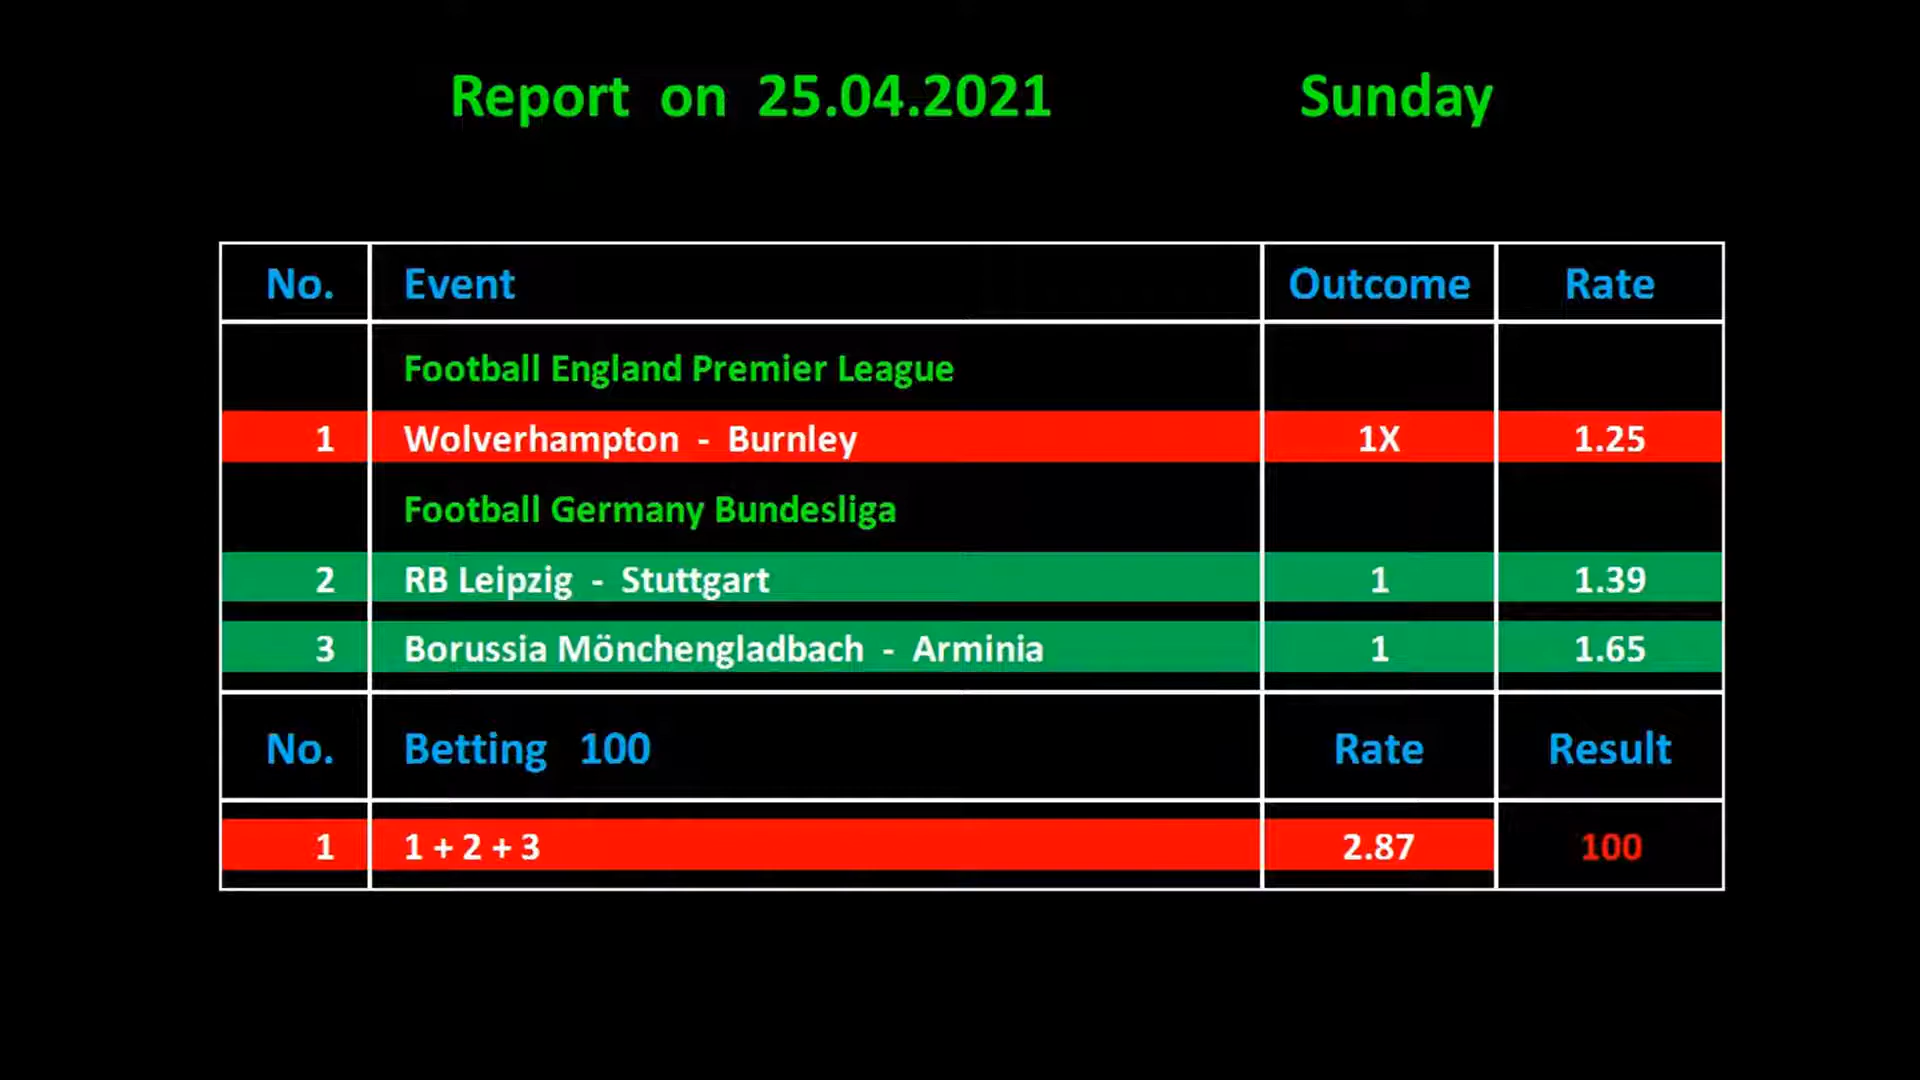 Report on 25.04.2021 Sunday
No. Event Outcome Rate
Football England Premier League
1 Wolverhampton - Burnley 1X 1.25
Football Germany Bundesliga
2 RB Leipzig - Stuttgart 1 1.39
3 Borussia Mönchengladbach - Arminia 1 1.65
No. Betting 100 Rate Result
1 1 + 2 + 3 2.87 100